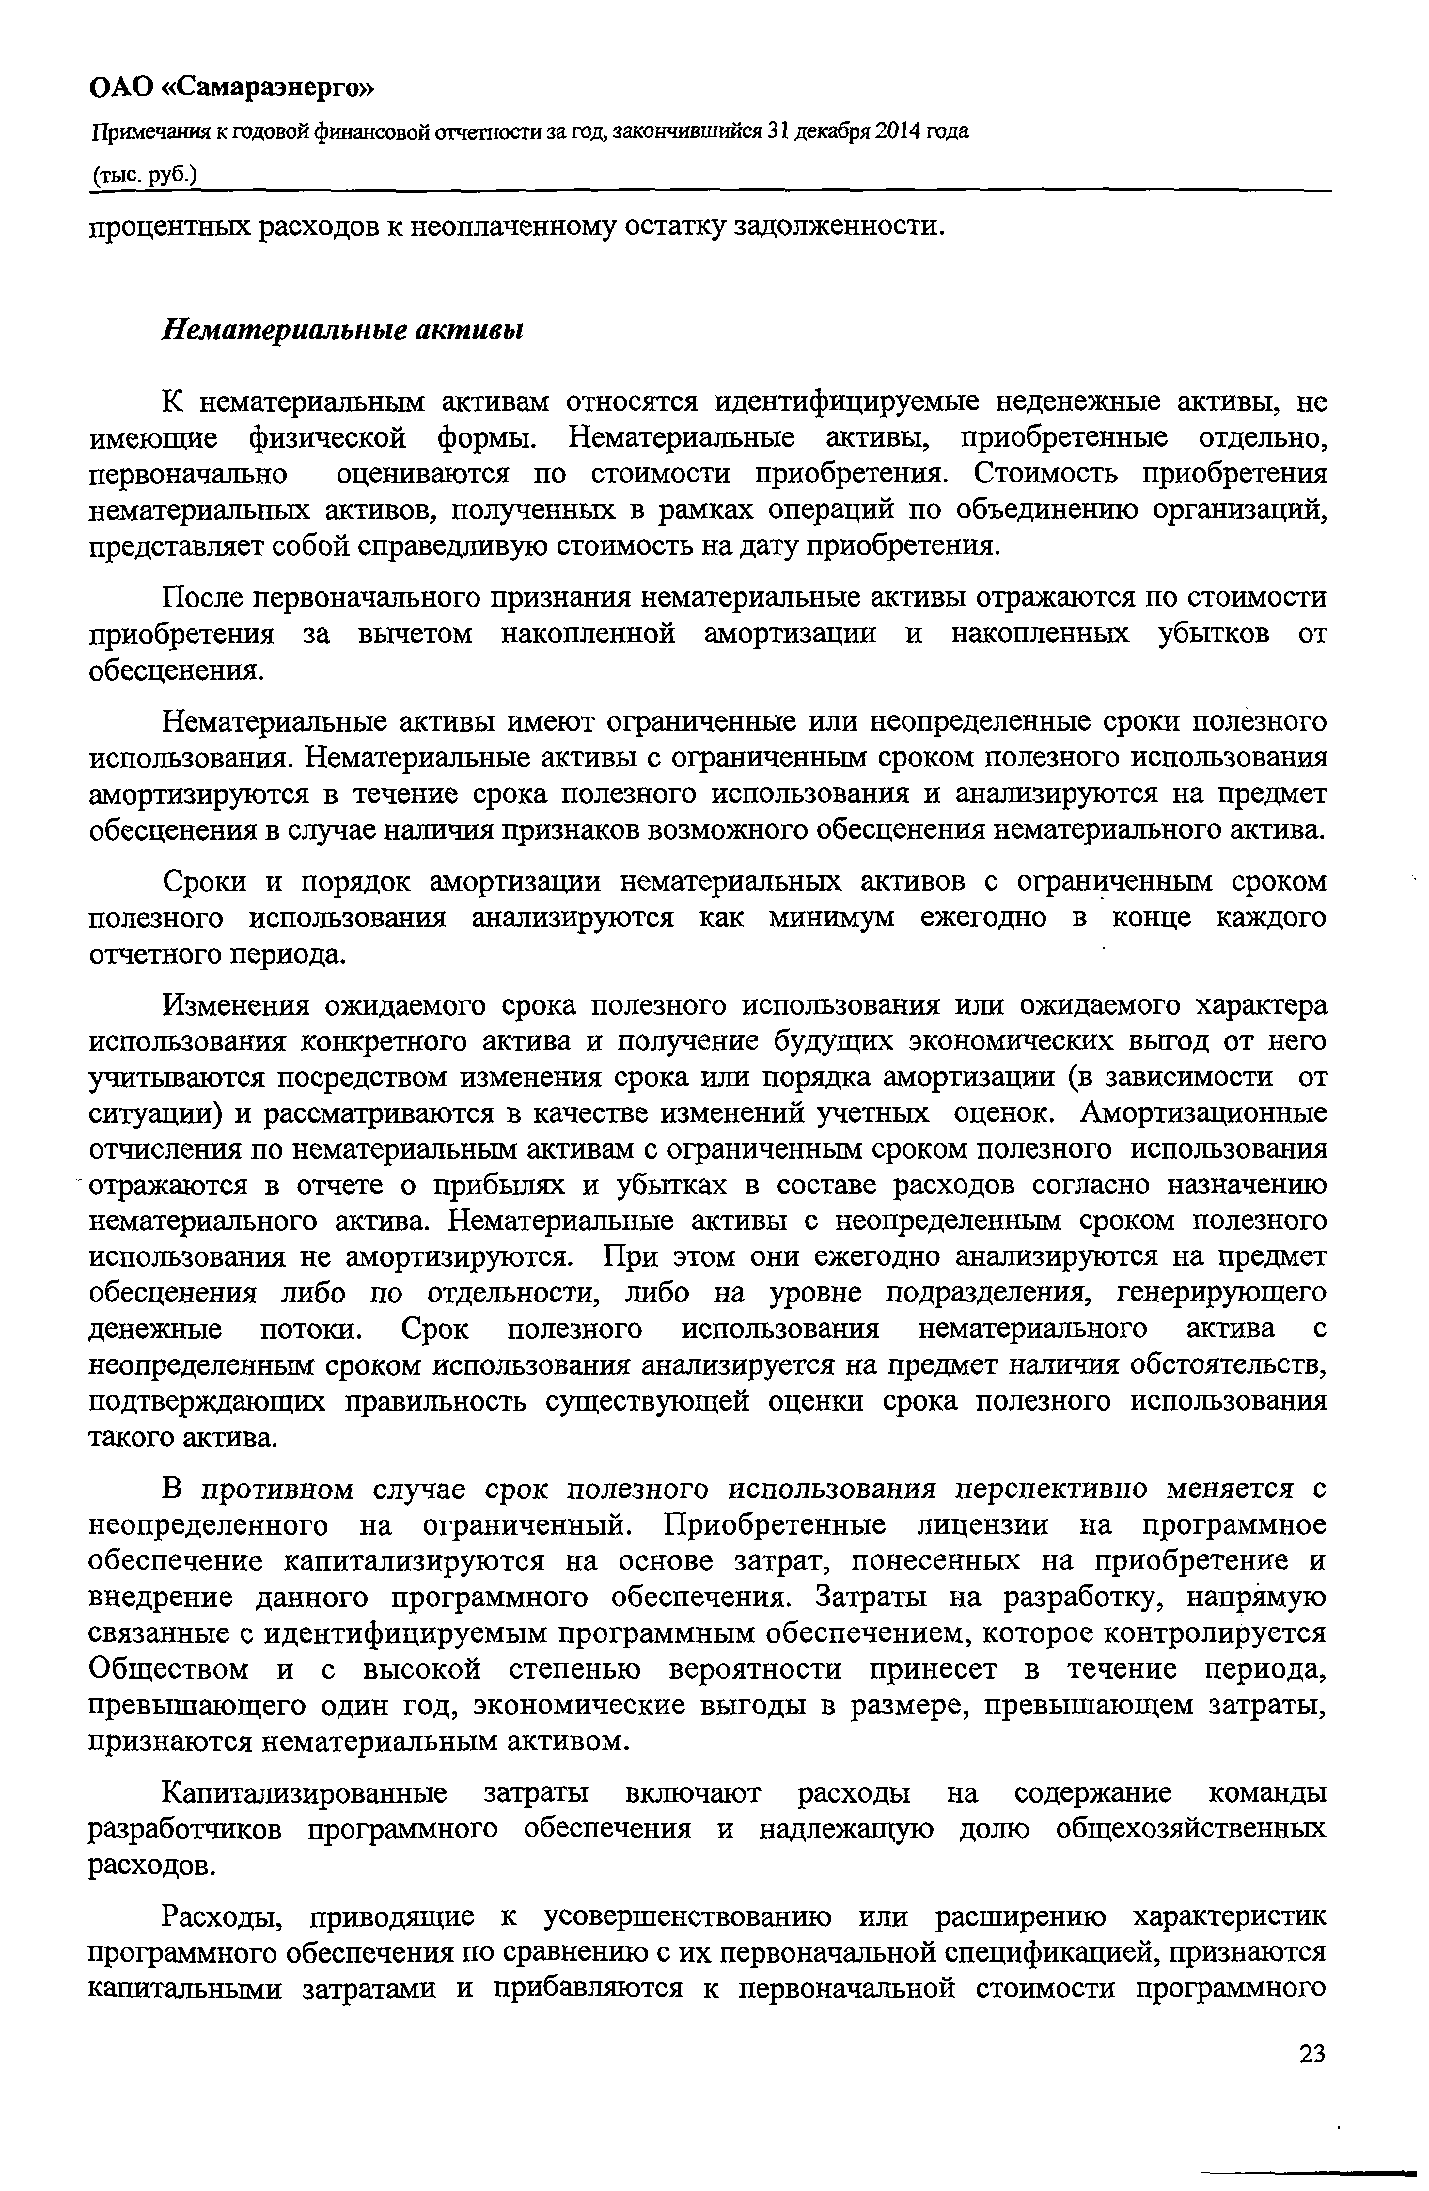 ОАО «Самараэнерго»
Примечания к годовой финансовой отчетности за год, закончившийся 31 декабря 2014 года
(тыс. руб.)
процентных расходов к неоплаченному остатку задолженности.
Нематериальные активы
К нематериальным активам относятся идентифицируемые неденежные активы, не
имеющие физической формы. Нематериальные активы, приобретенные отдельно,
первоначально оцениваются по стоимости приобретения. Стоимость приобретения
нематериальных активов, полученных в рамках операций по объединению организаций,
представляет собой справедливую стоимость на дату приобретения.
После первоначального признания нематериальные активы отражаются по стоимости
приобретения за вычетом накопленной амортизации и накопленных убытков от
обесценения.
Нематериальные активы имеют ограниченные или неопределенные сроки полезного
использования. Нематериальные активы с ограниченным сроком полезного использования
амортизируются в течение срока полезного использования и анализируются на предмет
обесценения в случае наличия признаков возможного обесценения нематериального актива.
Сроки и порядок амортизации нематериальных активов с ограниченным сроком
полезного использования анализируются как минимум ежегодно в конце каждого
отчетного периода.
Изменения ожидаемого срока полезного использования или ожидаемого характера
использования конкретного актива и получение будущих экономических выгод от него
учитываются посредством изменения срока или порядка амортизации (в зависимости от
ситуации) и рассматриваются в качестве изменений учетных оценок. Амортизационные
отчисления по нематериальным активам с ограниченным сроком полезного использования
отражаются в отчете о прибылях и убытках в составе расходов согласно назначению
нематериального актива. Нематериальные активы с неопределенным сроком полезного
использования не амортизируются. При этом они ежегодно анализируются на предмет
обесценения либо по отдельности, либо на уровне подразделения, генерирующего
денежные потоки. Срок полезного использования нематериального актива с
неопределенным сроком использования анализируется на предмет наличия обстоятельств,
подтверждающих правильность существующей оценки срока полезного использования
такого актива.
В противном случае срок полезного использования перспективно меняется с
неопределенного на ограниченный. Приобретенные лицензии на программное
обеспечение капитализируются на основе затрат, понесенных на приобретение и
внедрение данного программного обеспечения. Затраты на разработку, напрямую
связанные с идентифицируемым программным обеспечением, которое контролируется
Обществом и с высокой степенью вероятности принесет в течение периода,
превышающего один год, экономические выгоды в размере, превышающем затраты,
признаются нематериальным активом.
Капитализированные затраты включают расходы на содержание команды
разработчиков программного обеспечения и надлежащую долю общехозяйственных
расходов.
Расходы, приводящие к усовершенствованию или расширению характеристик
программного обеспечения по сравнению с их первоначальной спецификацией, признаются
капитальными затратами и прибавляются к первоначальной стоимости программного
23